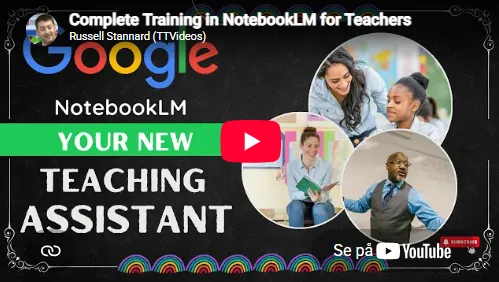 Complete Training in NotebookLM for Teachers
Russell Stannard (TTVideos)
Google
NotebookLM
YOUR NEW
TEACHING
ASSISTANT
Se på YouTube
SUBSCRIBE